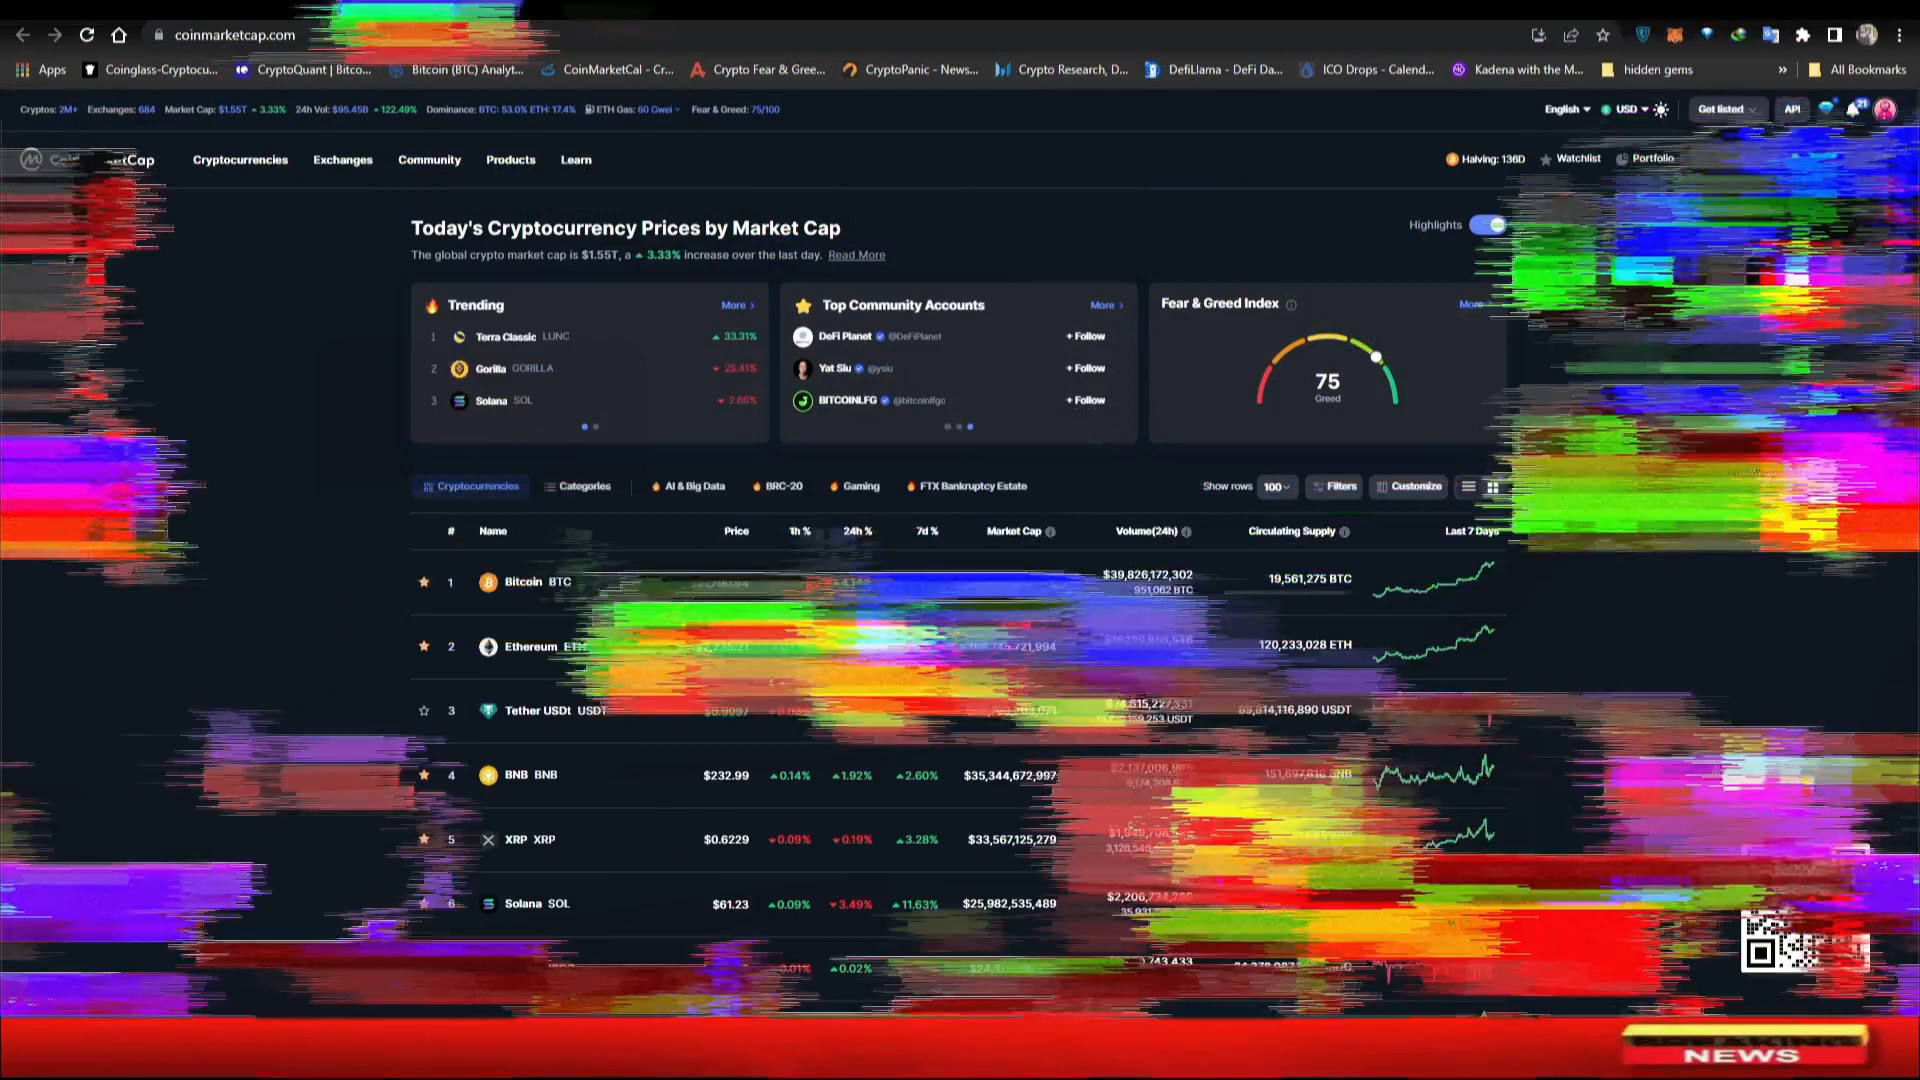 coinmarketcap.com
Apps Coinglass-Cryptocu... CryptoQuant | Bitco... Bitcoin (BTC) Analyt... CoinMarketCal - Cr... Crypto Fear & Gree... CryptoPanic - News... Crypto Research, D... DefiLlama - DeFi Da... ICO Drops - Calend... Kadena with the M... hidden gems » All Bookmarks
Cryptos: 2M+ Exchanges: 684 Market Cap: $1.55T 3.33% 24h Vol: $95.45B 122.49% Dominance: BTC: 53.0% ETH: 17.4% ETH Gas: 60 Gwei Fear & Greed: 75/100 English USD Get listed API 21
Cryptocurrencies Exchanges Community Products Learn Halving: 136D Watchlist Portfolio
Today's Cryptocurrency Prices by Market Cap Highlights
The global crypto market cap is $1.55T, a 3.33% increase over the last day. Read More
Trending More > Top Community Accounts More > Fear & Greed Index More
1 Terra Classic LUNC 33.31% DeFi Planet @DeFiPlanet + Follow
2 Gorilla GORILLA 25.41% Yat Siu @ysiu + Follow 75
3 Solana SOL 2.66% BITCOINLFG @bitcoinlfgo + Follow Greed
Cryptocurrencies Categories AI & Big Data BRC-20 Gaming FTX Bankruptcy Estate Show rows 100 Filters Customize
# Name Price 1h % 24h % 7d % Market Cap Volume(24h) Circulating Supply Last 7 Days
1 Bitcoin BTC $39,826,172,302 19,561,275 BTC
951,062 BTC
2 Ethereum ETH 120,233,028 ETH
3 Tether USDt USDT
4 BNB BNB $232.99 0.14% 1.92% 2.60% $35,344,672,997
5 XRP XRP $0.6229 0.09% 0.19% 3.28% $33,567,125,279
6 Solana SOL $61.23 0.09% 3.49% 11.63% $25,982,535,489
0.02%
NEWS